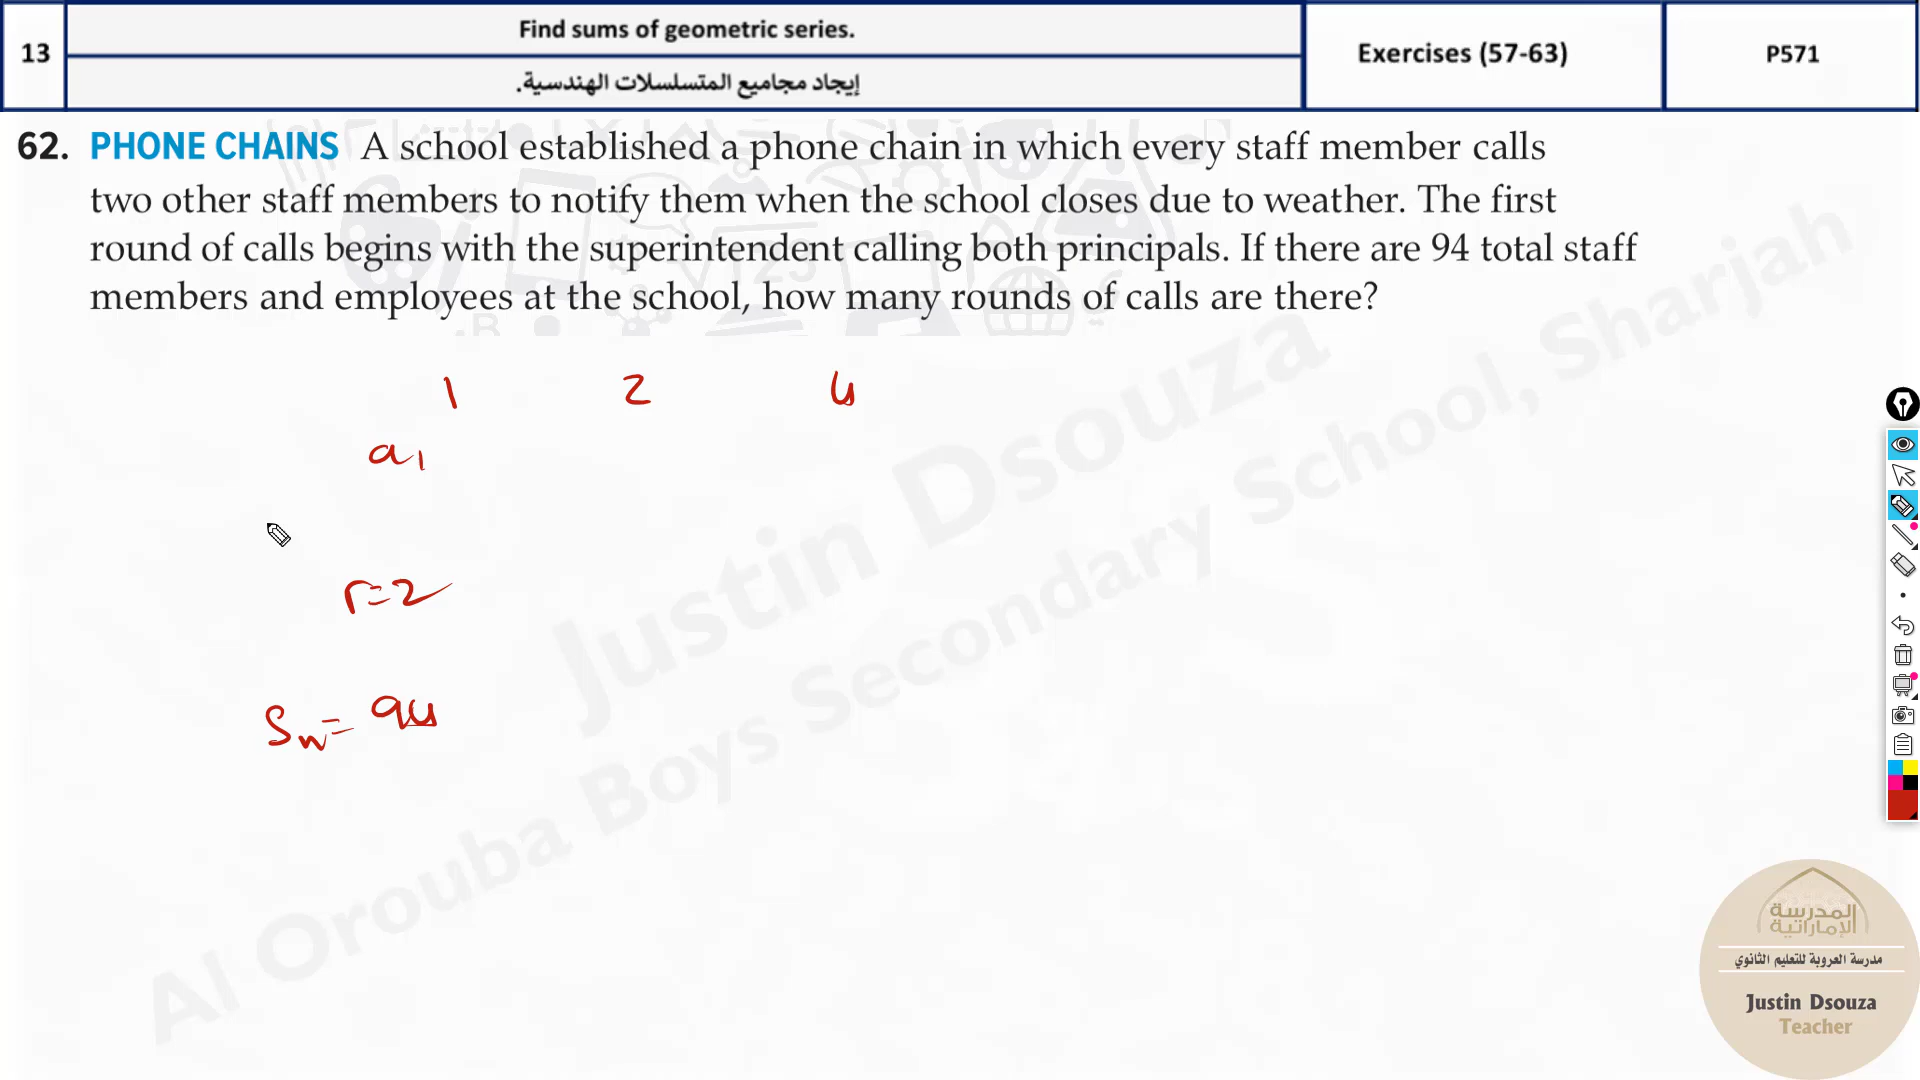 13
Find sums of geometric series.
إيجاد مجاميع المتسلسلات الهندسية.
Exercises (57-63)
P571
62. PHONE CHAINS A school established a phone chain in which every staff member calls
two other staff members to notify them when the school closes due to weather. The first
round of calls begins with the superintendent calling both principals. If there are 94 total staff
members and employees at the school, how many rounds of calls are there?
1 2 4
a1
r=2
Sn= 94
Justin Dsouza
Al Orouba Boys Secondary School, Sharjah
المدرسة
الإماراتية
مدرسة العروبة للتعليم الثانوي
Justin Dsouza
Teacher